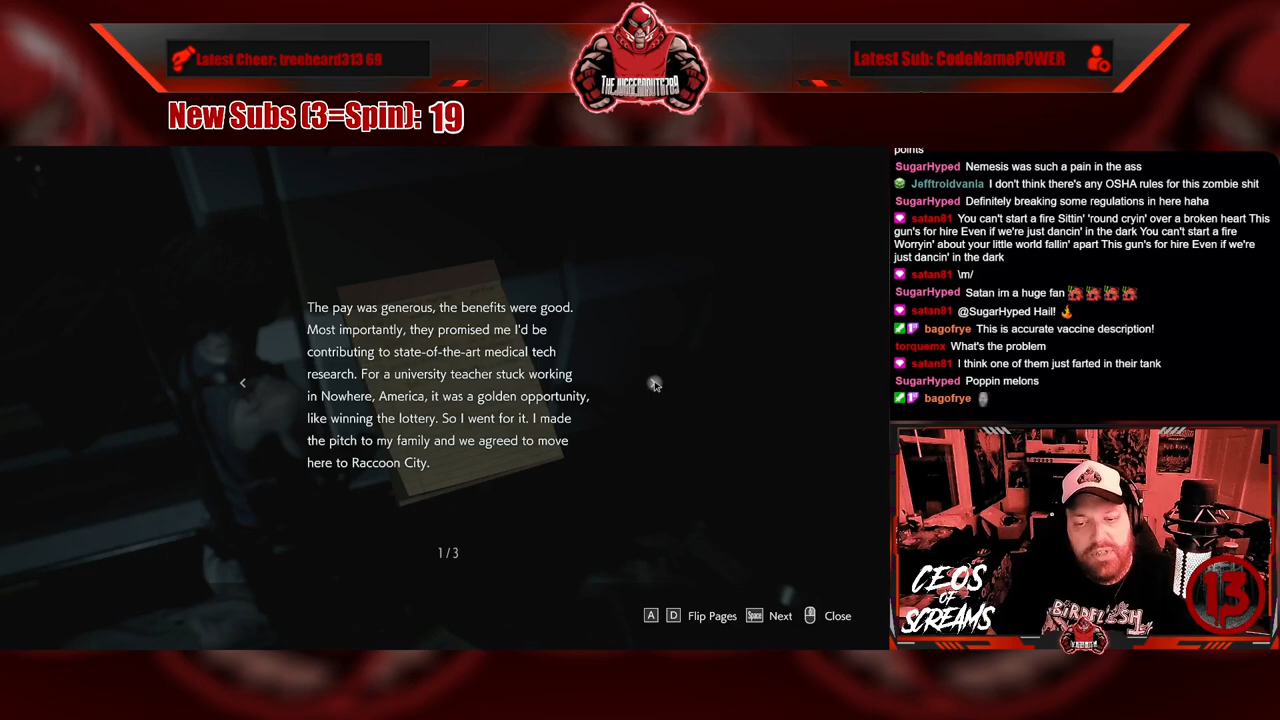 Latest Cheer: treebeard313 69
THEJUGGERNAUT6789
Latest Sub: CodeNamePOWER
New Subs (3=Spin): 19
The pay was generous, the benefits were good.
Most importantly, they promised me I'd be
contributing to state-of-the-art medical tech
research. For a university teacher stuck working
in Nowhere, America, it was a golden opportunity,
like winning the lottery. So I went for it. I made
the pitch to my family and we agreed to move
here to Raccoon City.
1 / 3
A D Flip Pages Space Next Close
points
SugarHyped Nemesis was such a pain in the ass
Jefftroldvania I don't think there's any OSHA rules for this zombie shit
SugarHyped Definitely breaking some regulations in here haha
satan81 You can't start a fire Sittin' 'round cryin' over a broken heart This
gun's for hire Even if we're just dancin' in the dark You can't start a fire
Worryin' about your little world fallin' apart This gun's for hire Even if we're
just dancin' in the dark
satan81 \m/
SugarHyped Satan im a huge fan
satan81 @SugarHyped Hail!
bagofrye This is accurate vaccine description!
torquemx What's the problem
satan81 I think one of them just farted in their tank
SugarHyped Poppin melons
bagofrye
CEOS
OF
SCREAMS
BIRDFLESH
13